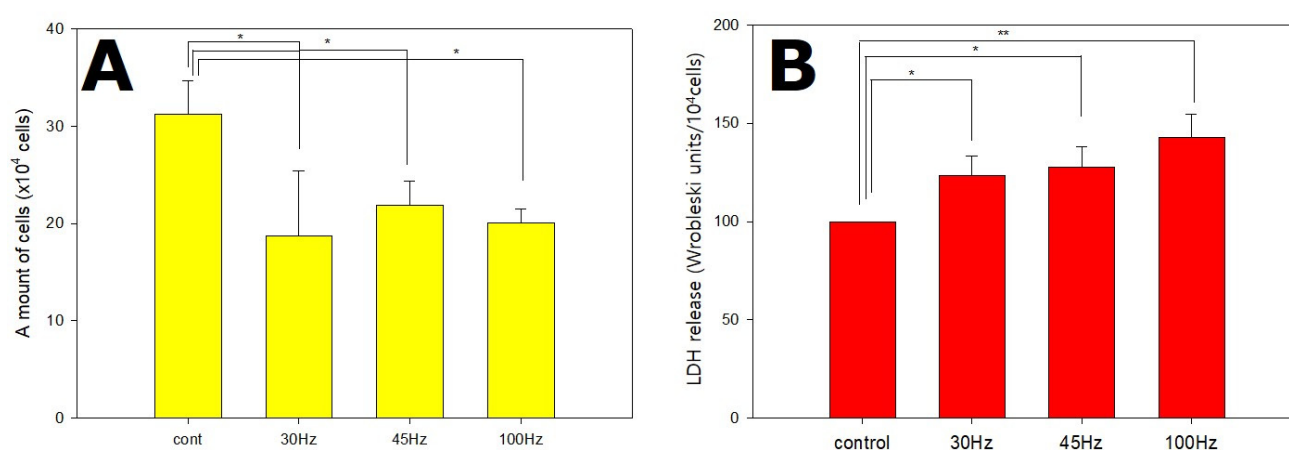 A
A mount of cells (x10⁴ cells)
40
30
20
10
0
*
*
*
cont 30Hz 45Hz 100Hz
B
LDH release (Wrobleski units/10⁴cells)
200
150
100
50
0
**
*
*
control 30Hz 45Hz 100Hz